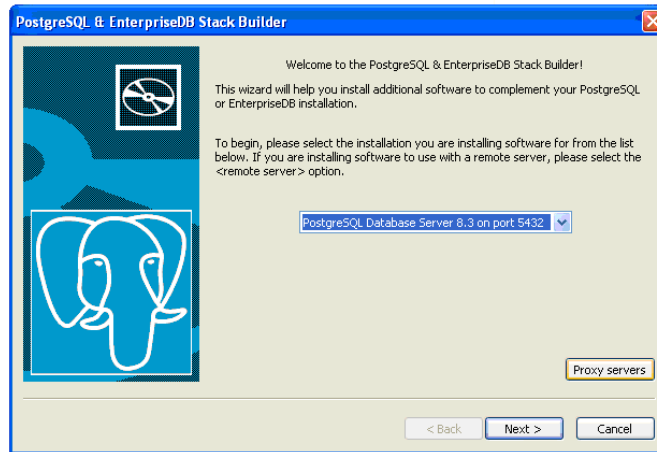 PostgreSQL & EnterpriseDB Stack Builder
Welcome to the PostgreSQL & EnterpriseDB Stack Builder!
This wizard will help you install additional software to complement your PostgreSQL
or EnterpriseDB installation.
To begin, please select the installation you are installing software for from the list
below. If you are installing software to use with a remote server, please select the
<remote server> option.
PostgreSQL Database Server 8.3 on port 5432
Proxy servers
< Back
Next >
Cancel